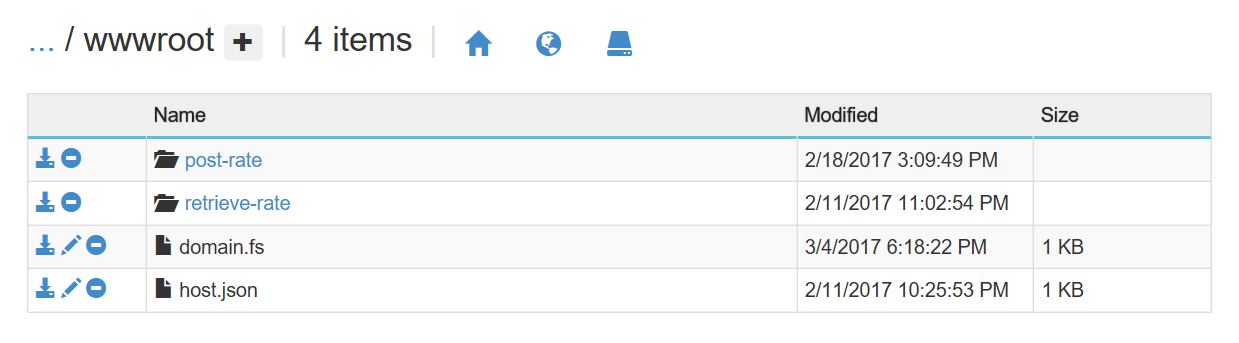 ... / wwwroot + | 4 items |
Name Modified Size
post-rate 2/18/2017 3:09:49 PM
retrieve-rate 2/11/2017 11:02:54 PM
domain.fs 3/4/2017 6:18:22 PM 1 KB
host.json 2/11/2017 10:25:53 PM 1 KB